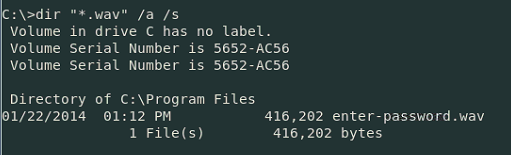 C:\>dir "*.wav" /a /s
Volume in drive C has no label.
Volume Serial Number is 5652-AC56
Volume Serial Number is 5652-AC56
Directory of C:\Program Files
01/22/2014  01:12 PM           416,202 enter-password.wav
1 File(s)        416,202 bytes